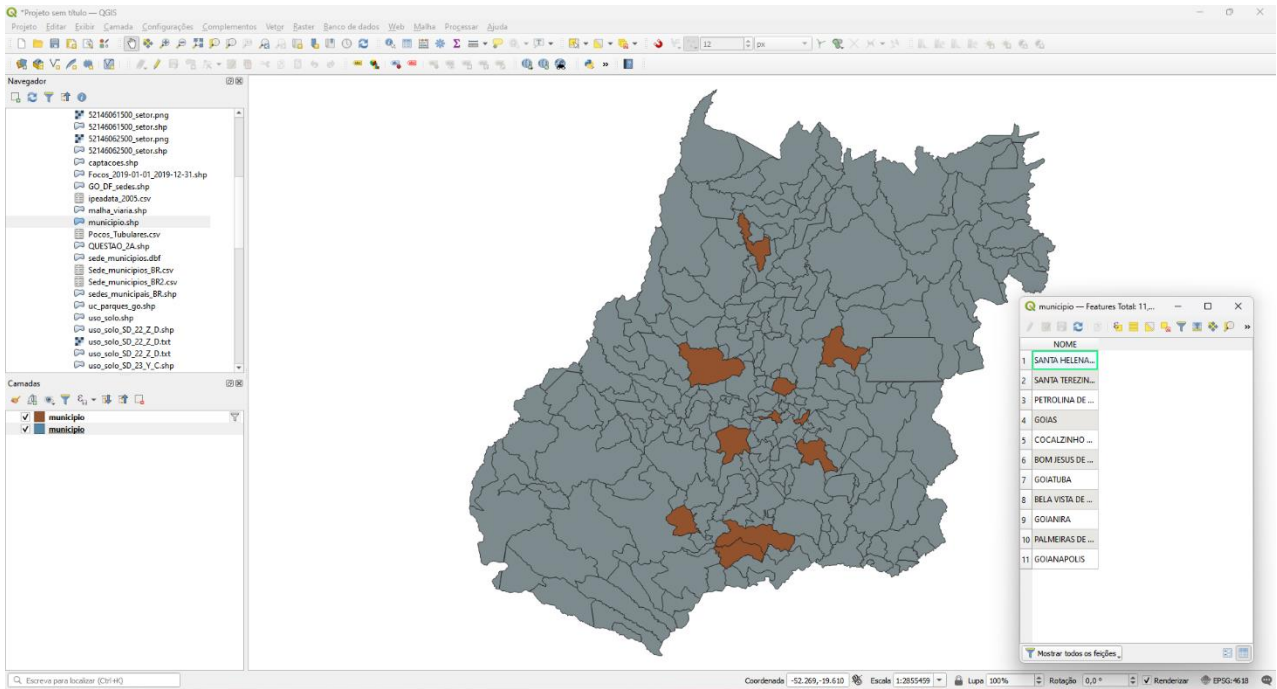 *Projeto sem título — QGIS
Projeto Editar Exibir Camada Configurações Complementos Vetor Raster Banco de dados Web Malha Processar Ajuda
12 px
Navegador
52146061500_setor.png
52146061500_setor.shp
52146062500_setor.png
52146062500_setor.shp
captacoes.shp
Focos_2019-01-01_2019-12-31.shp
GO_DF_sedes.shp
ipeadata_2005.csv
malha_viaria.shp
municipio.shp
Pocos_Tubulares.csv
QUESTAO_2A.shp
sede_municipios.dbf
Sede_municipios_BR.csv
Sede_municipios_BR2.csv
sedes_municipais_BR.shp
uc_parques_go.shp
uso_solo.shp
uso_solo_SD_22_Z_D.shp
uso_solo_SD_22_Z_D.txt
uso_solo_SD_22_Z_D.txt
uso_solo_SD_23_Y_C.shp
Camadas
municipio
municipio
municipio — Features Total: 11,...
NOME
1 SANTA HELENA...
2 SANTA TEREZIN...
3 PETROLINA DE ...
4 GOIAS
5 COCALZINHO ...
6 BOM JESUS DE ...
7 GOIATUBA
8 BELA VISTA DE ...
9 GOIANIRA
10 PALMEIRAS DE ...
11 GOIANAPOLIS
Mostrar todos os feições
Escreva para localizar (Ctrl+K)
Coordenada -52.269,-19.610 Escala 1:2855459 Lupa 100% Rotação 0,0 ° Renderizar EPSG:4618